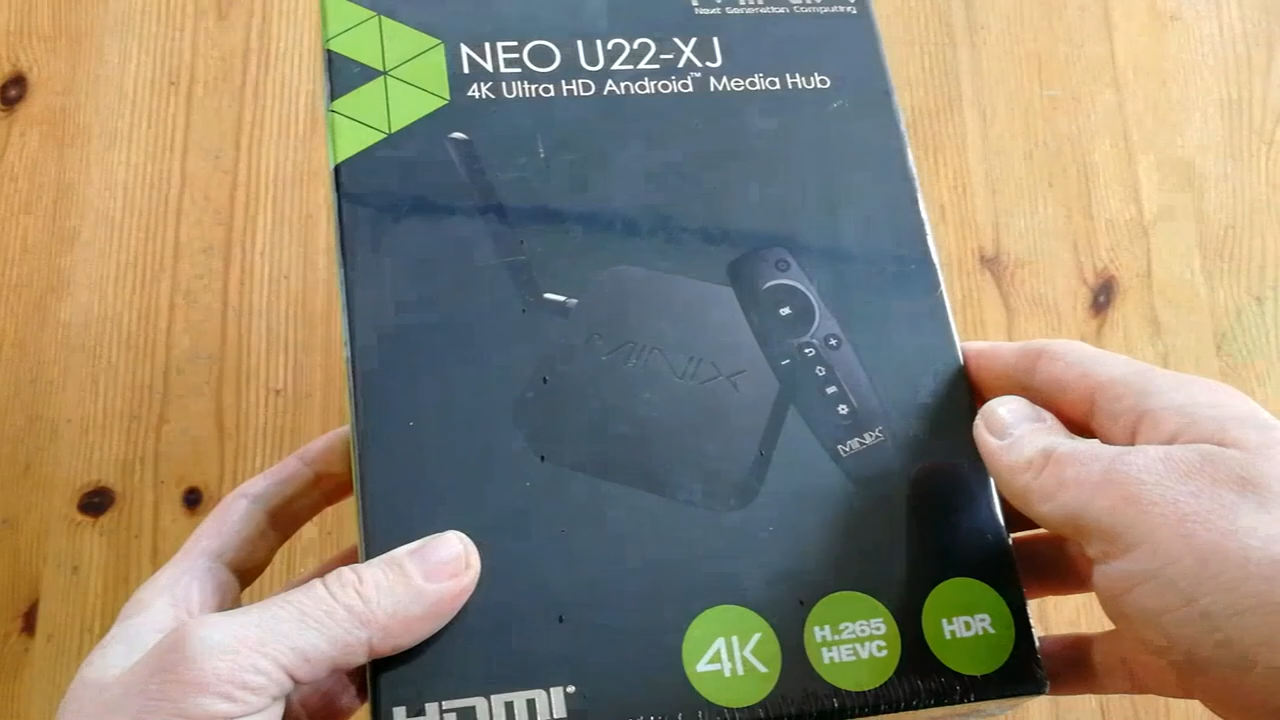 Next Generation Computing
NEO U22-XJ
4K Ultra HD Android™ Media Hub
OK
MINIX
MINIX
4K
H.265
HEVC
HDR
HDMI®